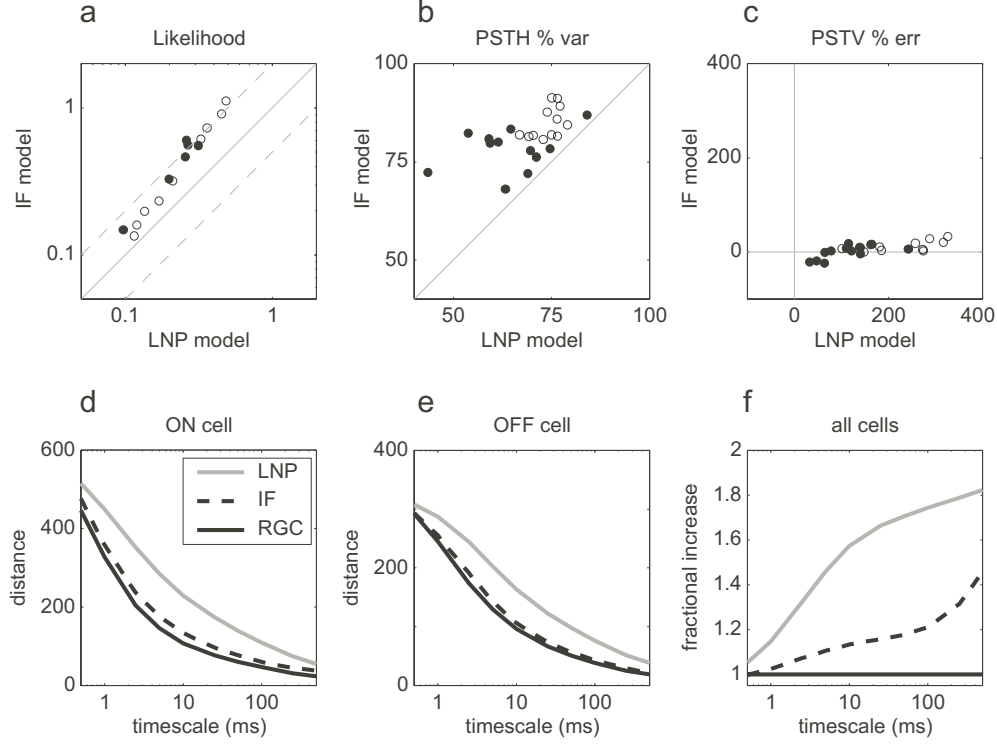 a
Likelihood
1
0.1
IF model
0.1
1
LNP model
b
PSTH % var
100
75
50
IF model
50
75
100
LNP model
c
PSTV % err
400
200
0
IF model
0
200
400
LNP model
d
ON cell
600
400
200
0
distance
LNP
IF
RGC
1
10
100
timescale (ms)
e
OFF cell
400
200
0
distance
1
10
100
timescale (ms)
f
all cells
2
1.8
1.6
1.4
1.2
1
fractional increase
1
10
100
timescale (ms)